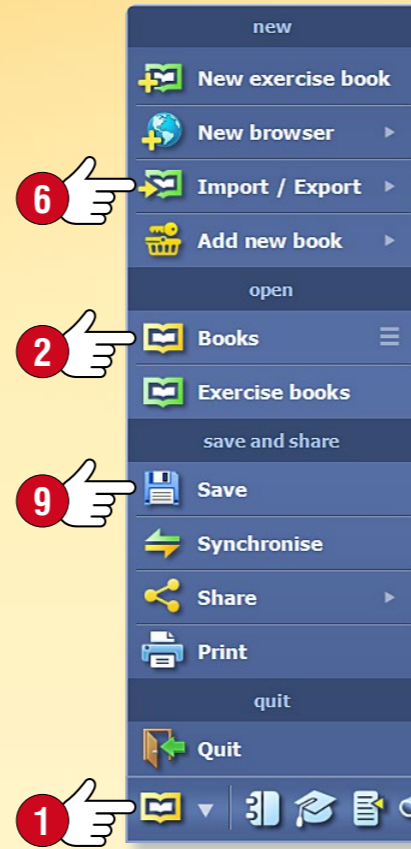 new
New exercise book
New browser
6 Import / Export
Add new book
open
2 Books
Exercise books
save and share
9 Save
Synchronise
Share
Print
quit
Quit
1